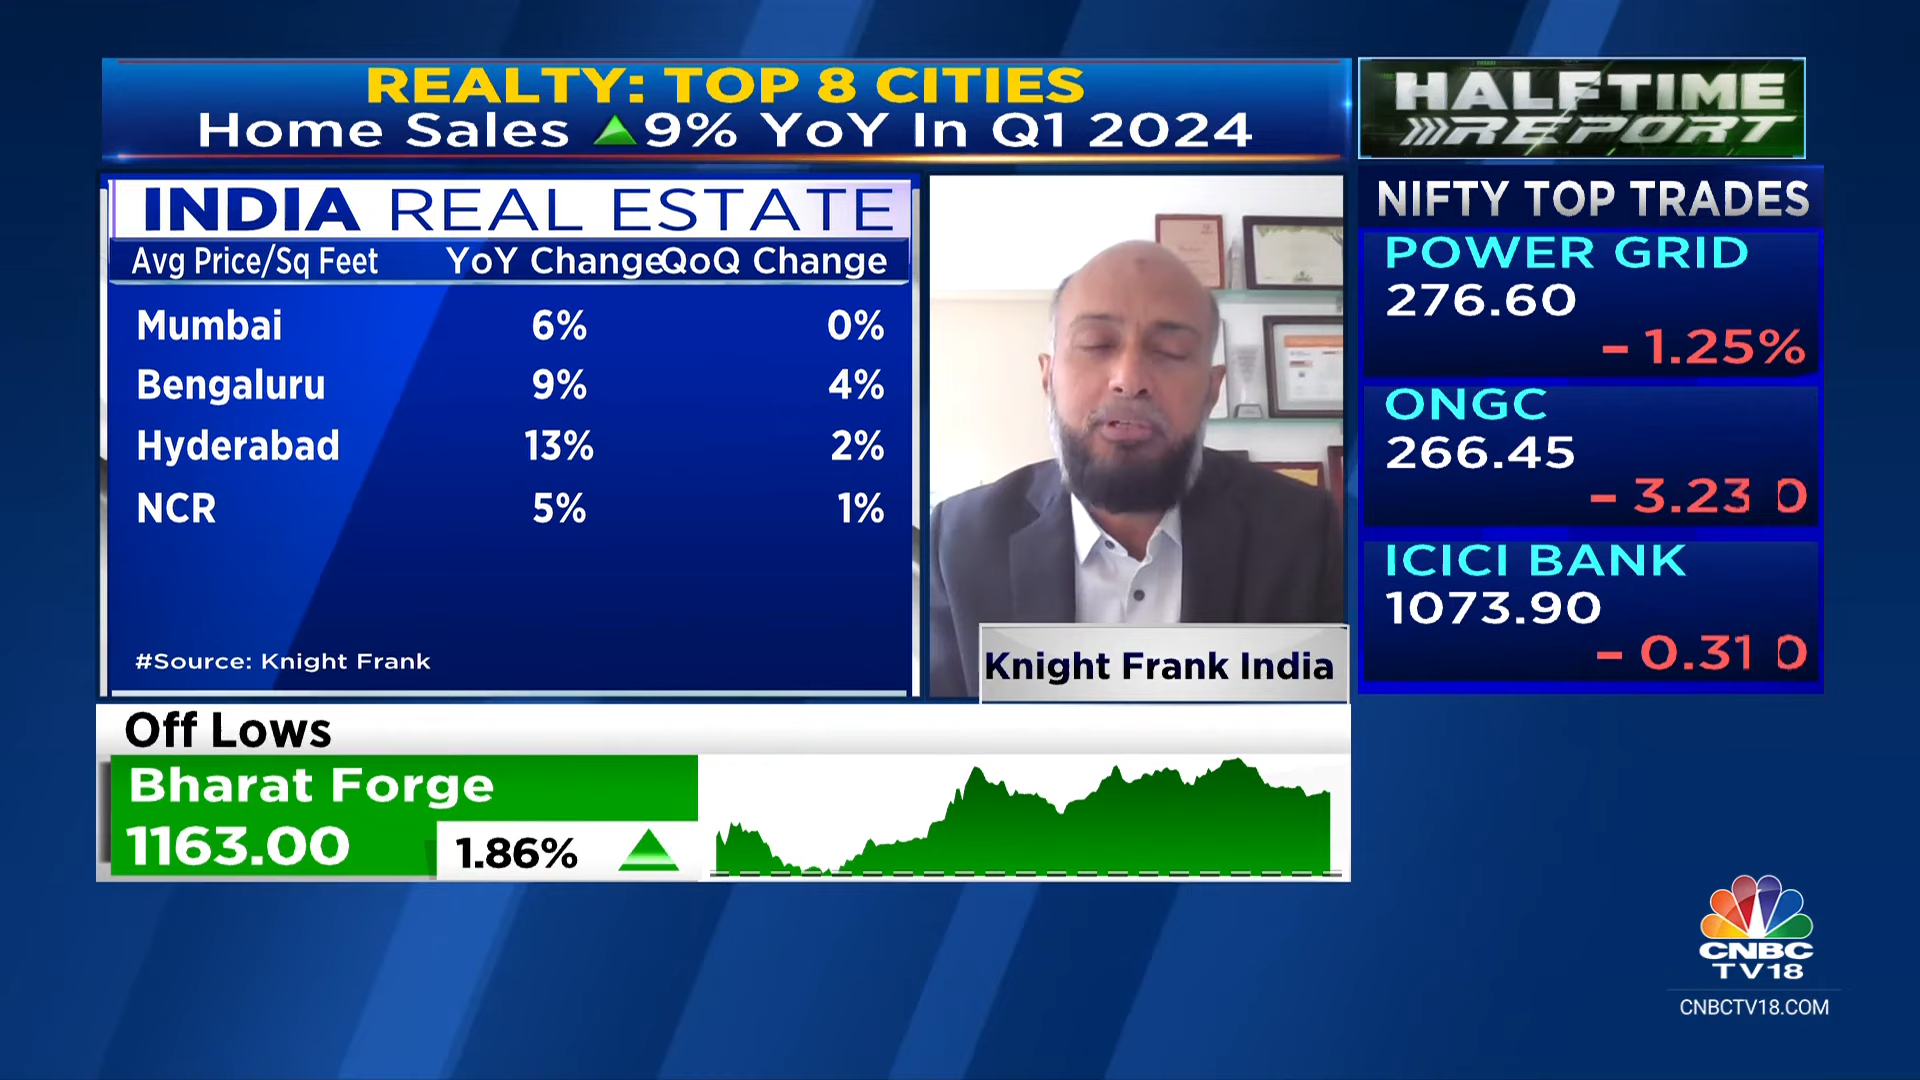 REALTY: TOP 8 CITIES
Home Sales ▲9% YoY In Q1 2024
HALFTIME
REPORT
INDIA REAL ESTATE
Avg Price/Sq Feet YoY Change QoQ Change
Mumbai 6% 0%
Bengaluru 9% 4%
Hyderabad 13% 2%
NCR 5% 1%
#Source: Knight Frank
Knight Frank India
NIFTY TOP TRADES
POWER GRID
276.60
- 1.25%
ONGC
266.45
- 3.23
ICICI BANK
1073.90
- 0.31
Off Lows
Bharat Forge
1163.00
1.86%
CNBC
TV18
CNBCTV18.COM